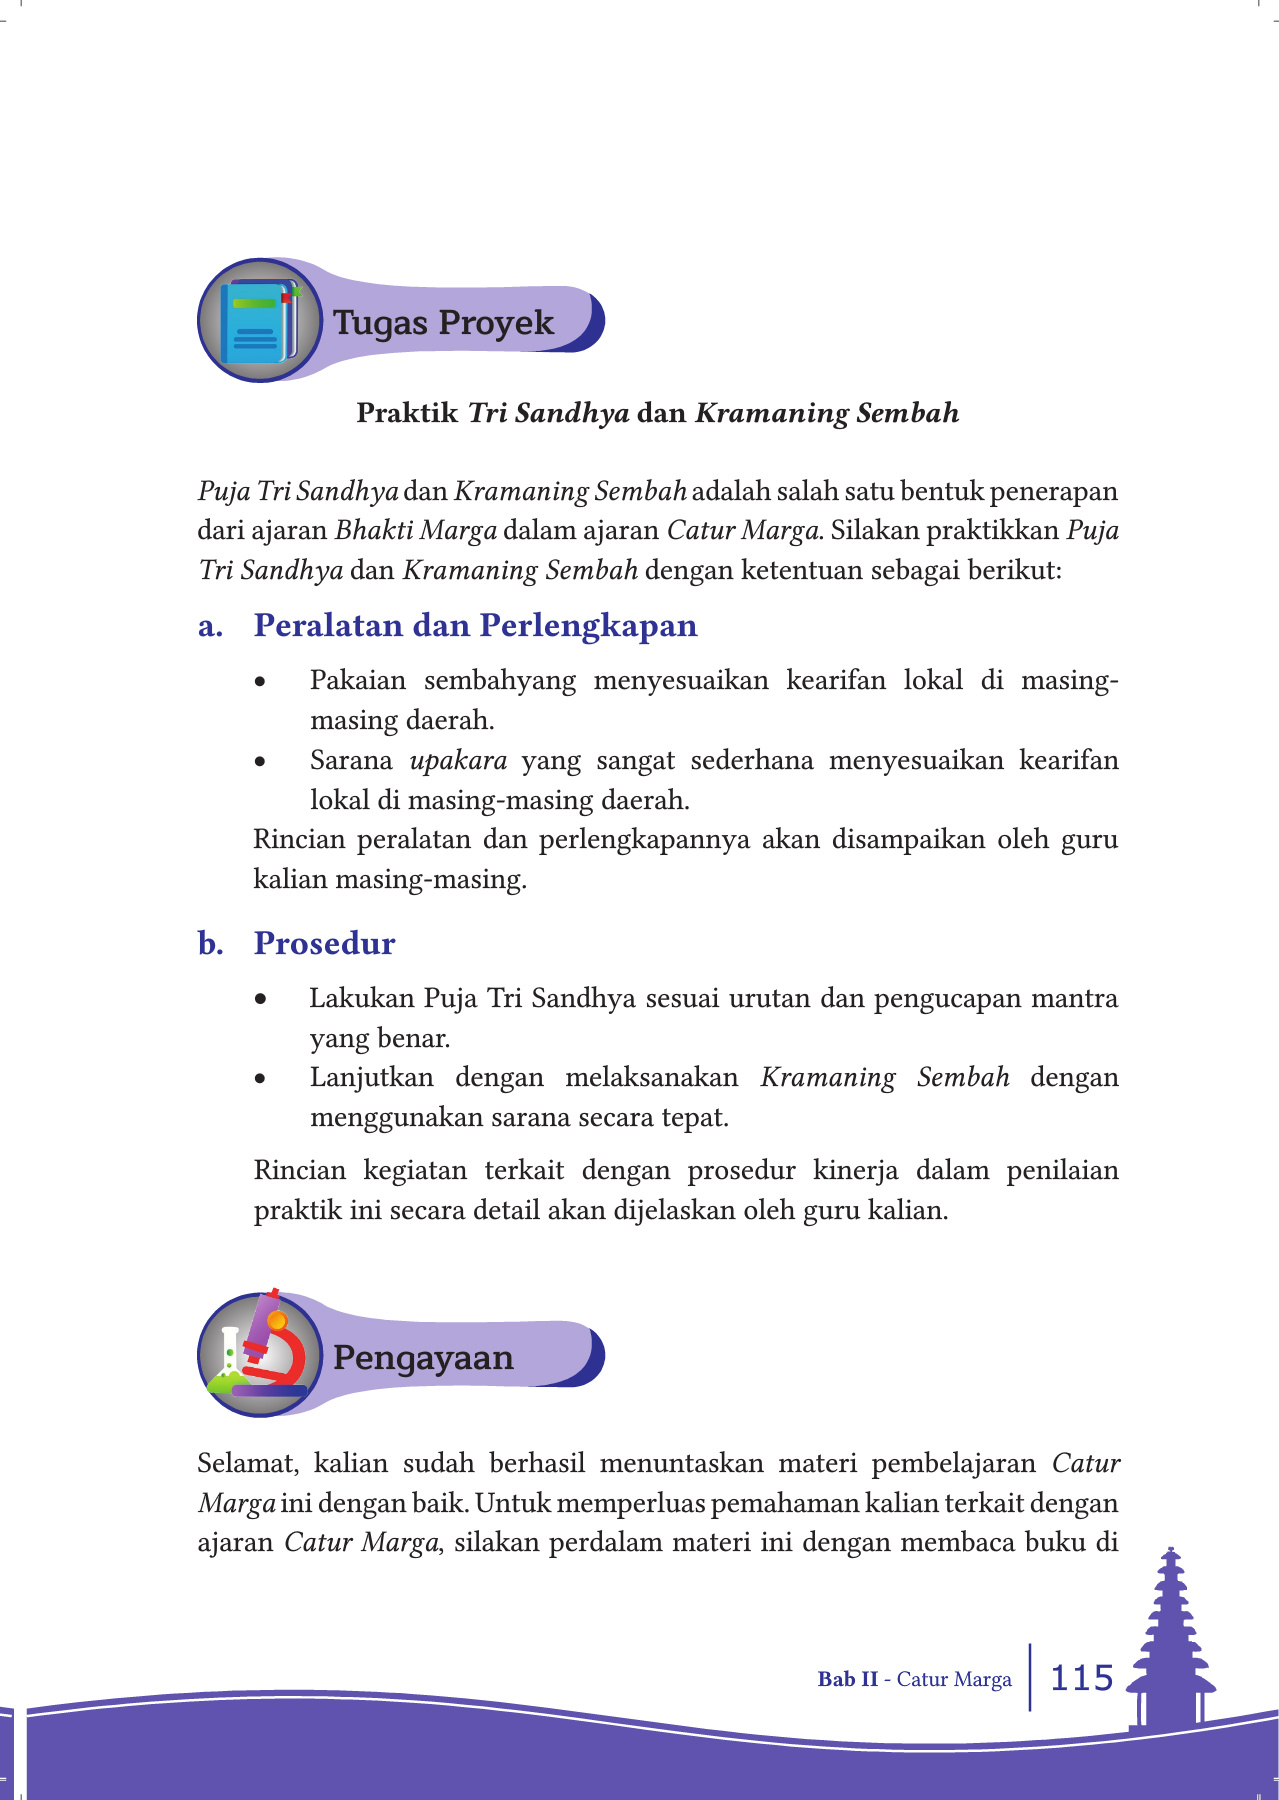 Tugas Proyek
Praktik Tri Sandhya dan Kramaning Sembah
Puja Tri Sandhya dan Kramaning Sembah adalah salah satu bentuk penerapan
dari ajaran Bhakti Marga dalam ajaran Catur Marga. Silakan praktikkan Puja
Tri Sandhya dan Kramaning Sembah dengan ketentuan sebagai berikut:
a. Peralatan dan Perlengkapan
• Pakaian sembahyang menyesuaikan kearifan lokal di masing-
masing daerah.
• Sarana upakara yang sangat sederhana menyesuaikan kearifan
lokal di masing-masing daerah.
Rincian peralatan dan perlengkapannya akan disampaikan oleh guru
kalian masing-masing.
b. Prosedur
• Lakukan Puja Tri Sandhya sesuai urutan dan pengucapan mantra
yang benar.
• Lanjutkan dengan melaksanakan Kramaning Sembah dengan
menggunakan sarana secara tepat.
Rincian kegiatan terkait dengan prosedur kinerja dalam penilaian
praktik ini secara detail akan dijelaskan oleh guru kalian.
Pengayaan
Selamat, kalian sudah berhasil menuntaskan materi pembelajaran Catur
Marga ini dengan baik. Untuk memperluas pemahaman kalian terkait dengan
ajaran Catur Marga, silakan perdalam materi ini dengan membaca buku di
Bab II - Catur Marga 115